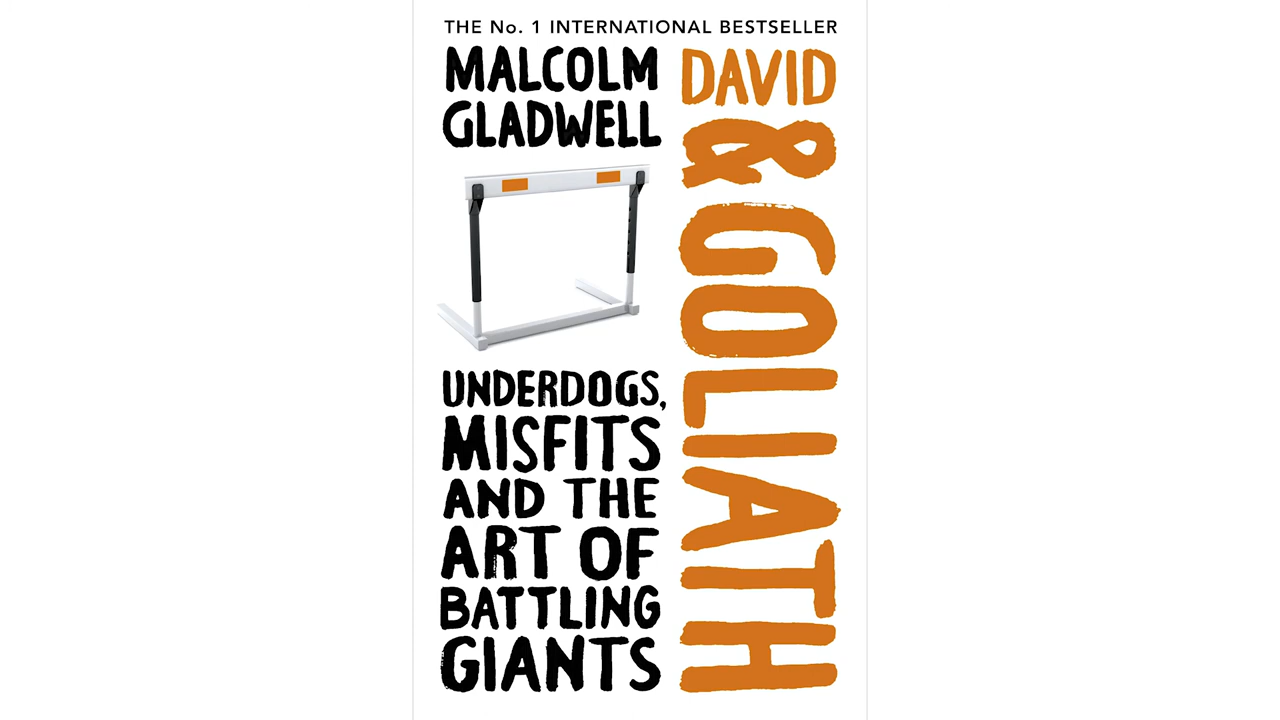 THE No. 1 INTERNATIONAL BESTSELLER
MALCOLM
GLADWELL
DAVID
& GOLIATH
UNDERDOGS,
MISFITS
AND THE
ART OF
BATTLING
GIANTS